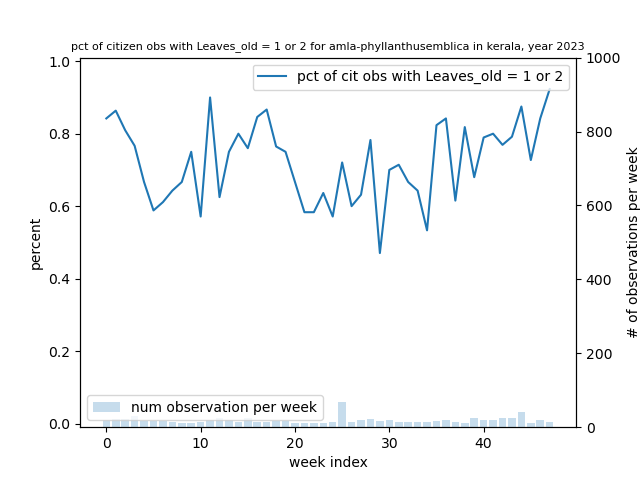 pct of citizen obs with Leaves_old = 1 or 2 for amla-phyllanthusemblica in kerala, year 2023
pct of cit obs with Leaves_old = 1 or 2
1.0
0.8
0.6
0.4
0.2
0.0
percent
1000
800
600
400
200
0
# of observations per week
num observation per week
0 10 20 30 40
week index